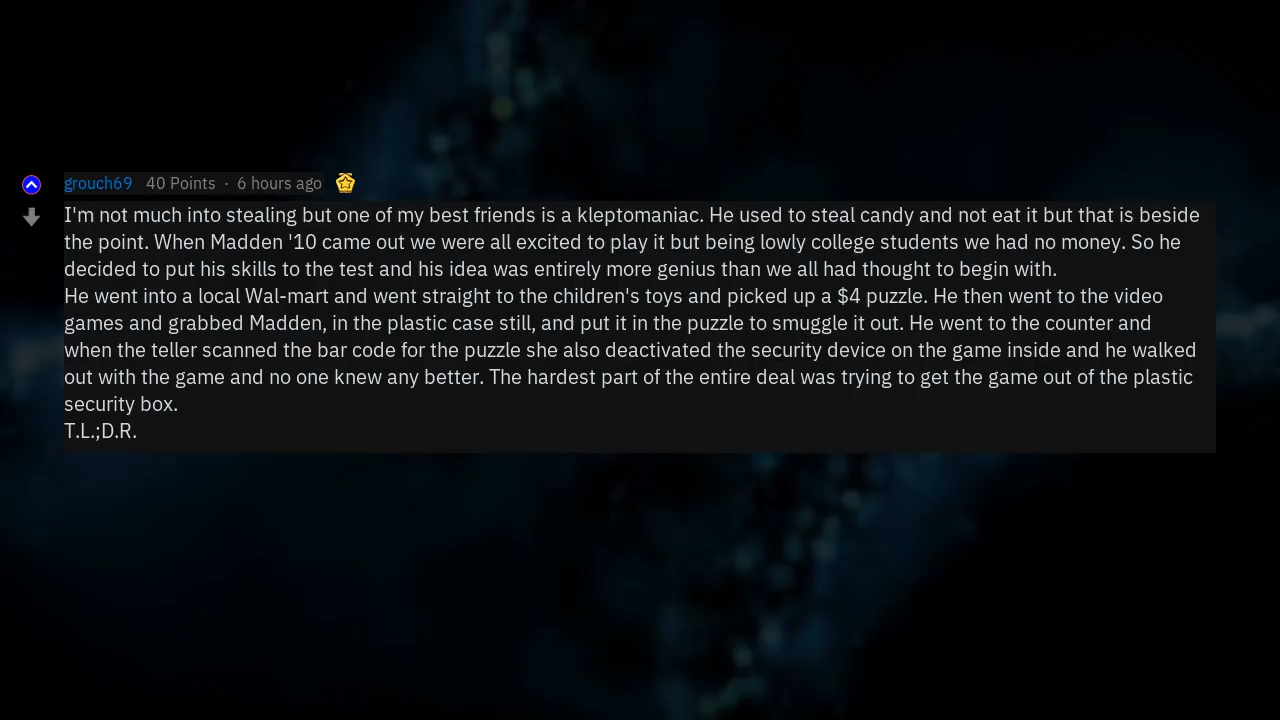 grouch69 40 Points · 6 hours ago
I'm not much into stealing but one of my best friends is a kleptomaniac. He used to steal candy and not eat it but that is beside
the point. When Madden '10 came out we were all excited to play it but being lowly college students we had no money. So he
decided to put his skills to the test and his idea was entirely more genius than we all had thought to begin with.
He went into a local Wal-mart and went straight to the children's toys and picked up a $4 puzzle. He then went to the video
games and grabbed Madden, in the plastic case still, and put it in the puzzle to smuggle it out. He went to the counter and
when the teller scanned the bar code for the puzzle she also deactivated the security device on the game inside and he walked
out with the game and no one knew any better. The hardest part of the entire deal was trying to get the game out of the plastic
security box.
T.L.;D.R.